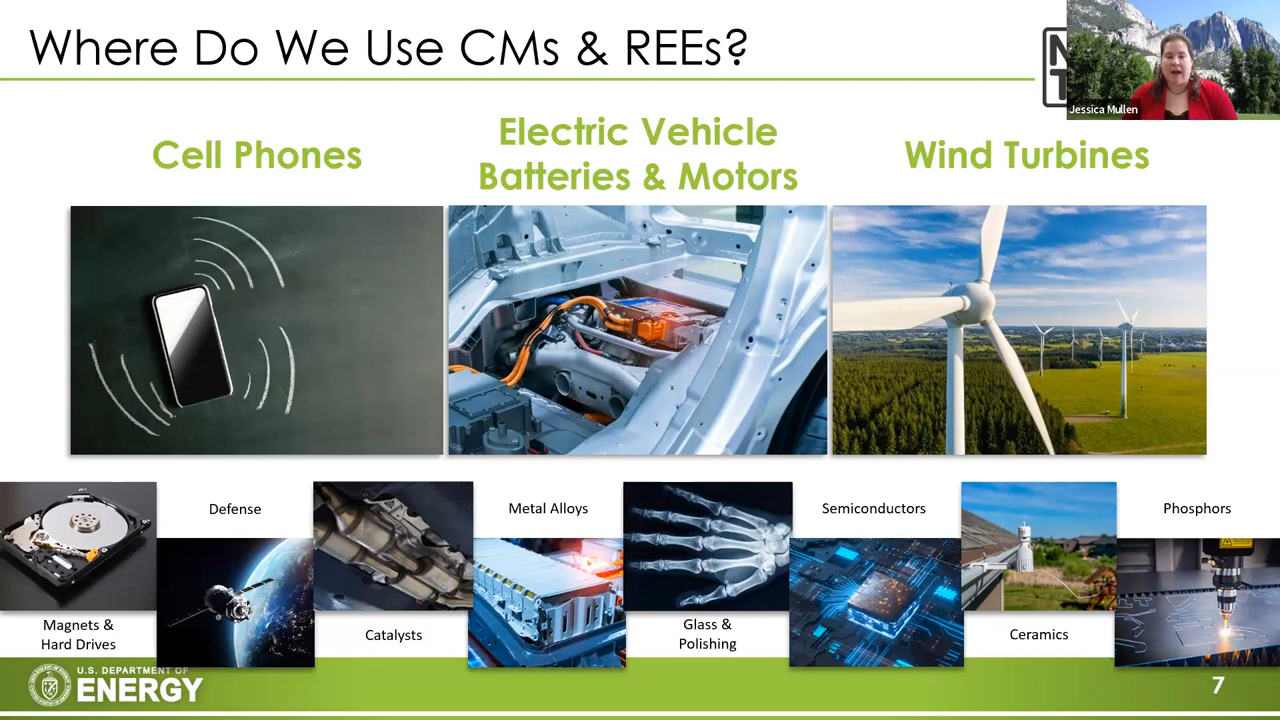 Where Do We Use CMs & REEs?
Jessica Mullen
Cell Phones
Electric Vehicle
Batteries & Motors
Wind Turbines
Defense
Metal Alloys
Semiconductors
Phosphors
Magnets &
Hard Drives
Catalysts
Glass &
Polishing
Ceramics
U.S. DEPARTMENT OF
ENERGY
7